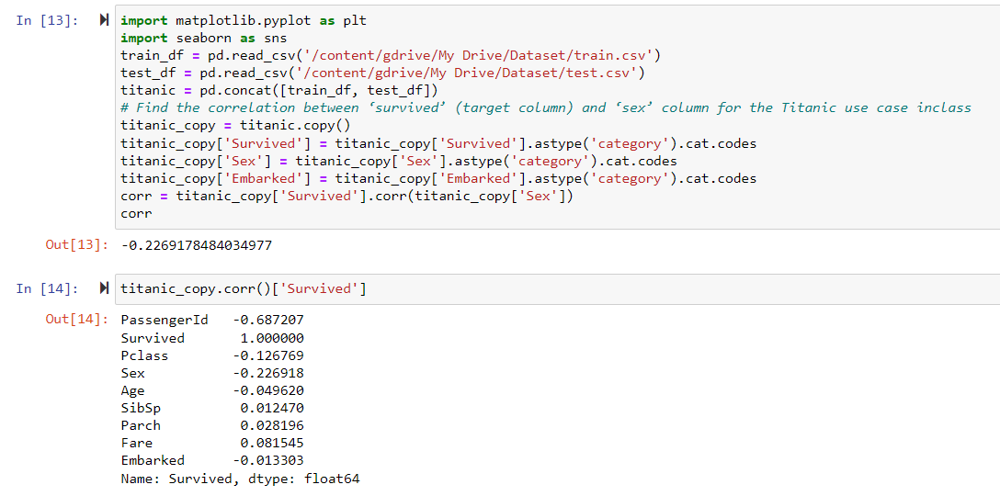 In [13]:
import matplotlib.pyplot as plt
import seaborn as sns
train_df = pd.read_csv('/content/gdrive/My Drive/Dataset/train.csv')
test_df = pd.read_csv('/content/gdrive/My Drive/Dataset/test.csv')
titanic = pd.concat([train_df, test_df])
# Find the correlation between ‘survived’ (target column) and ‘sex’ column for the Titanic use case inclass
titanic_copy = titanic.copy()
titanic_copy['Survived'] = titanic_copy['Survived'].astype('category').cat.codes
titanic_copy['Sex'] = titanic_copy['Sex'].astype('category').cat.codes
titanic_copy['Embarked'] = titanic_copy['Embarked'].astype('category').cat.codes
corr = titanic_copy['Survived'].corr(titanic_copy['Sex'])
corr
Out[13]: -0.2269178484034977
In [14]: titanic_copy.corr()['Survived']
Out[14]: PassengerId   -0.687207
Survived       1.000000
Pclass        -0.126769
Sex           -0.226918
Age           -0.049620
SibSp          0.012470
Parch          0.028196
Fare           0.081545
Embarked      -0.013303
Name: Survived, dtype: float64